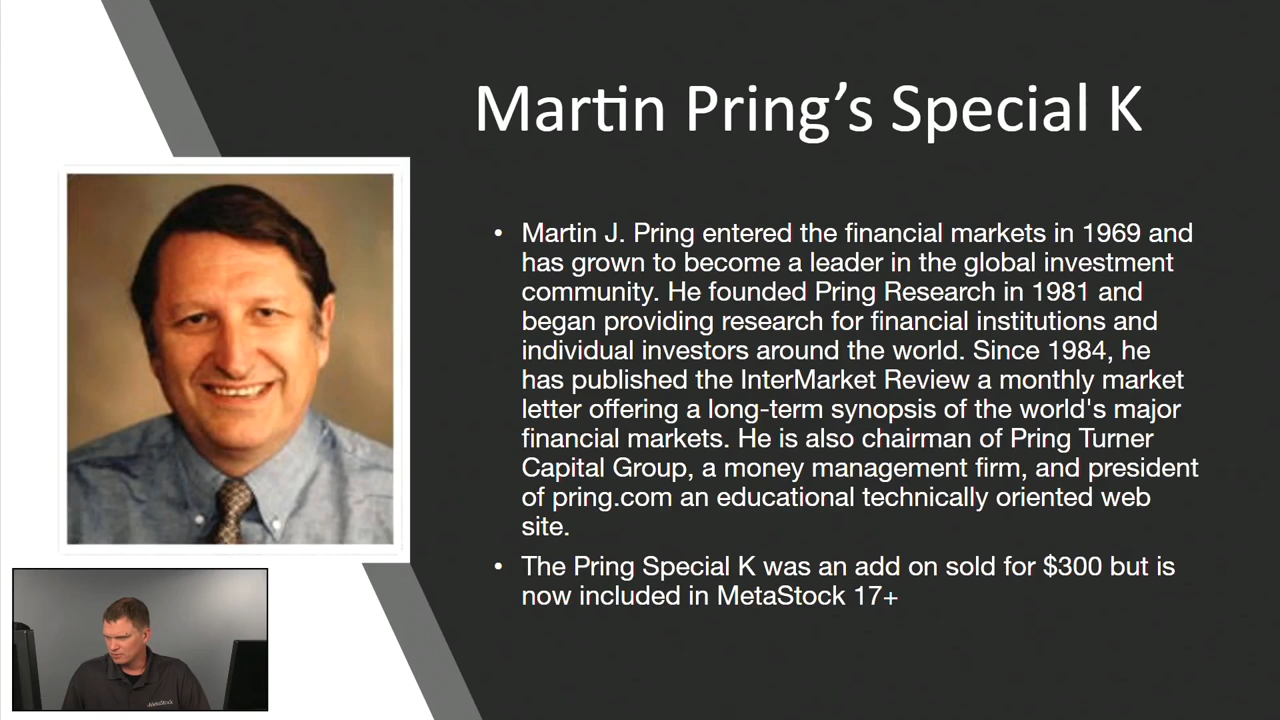 Martin Pring’s Special K
• Martin J. Pring entered the financial markets in 1969 and
has grown to become a leader in the global investment
community. He founded Pring Research in 1981 and
began providing research for financial institutions and
individual investors around the world. Since 1984, he
has published the InterMarket Review a monthly market
letter offering a long-term synopsis of the world's major
financial markets. He is also chairman of Pring Turner
Capital Group, a money management firm, and president
of pring.com an educational technically oriented web
site.
• The Pring Special K was an add on sold for $300 but is
now included in MetaStock 17+
MetaStock